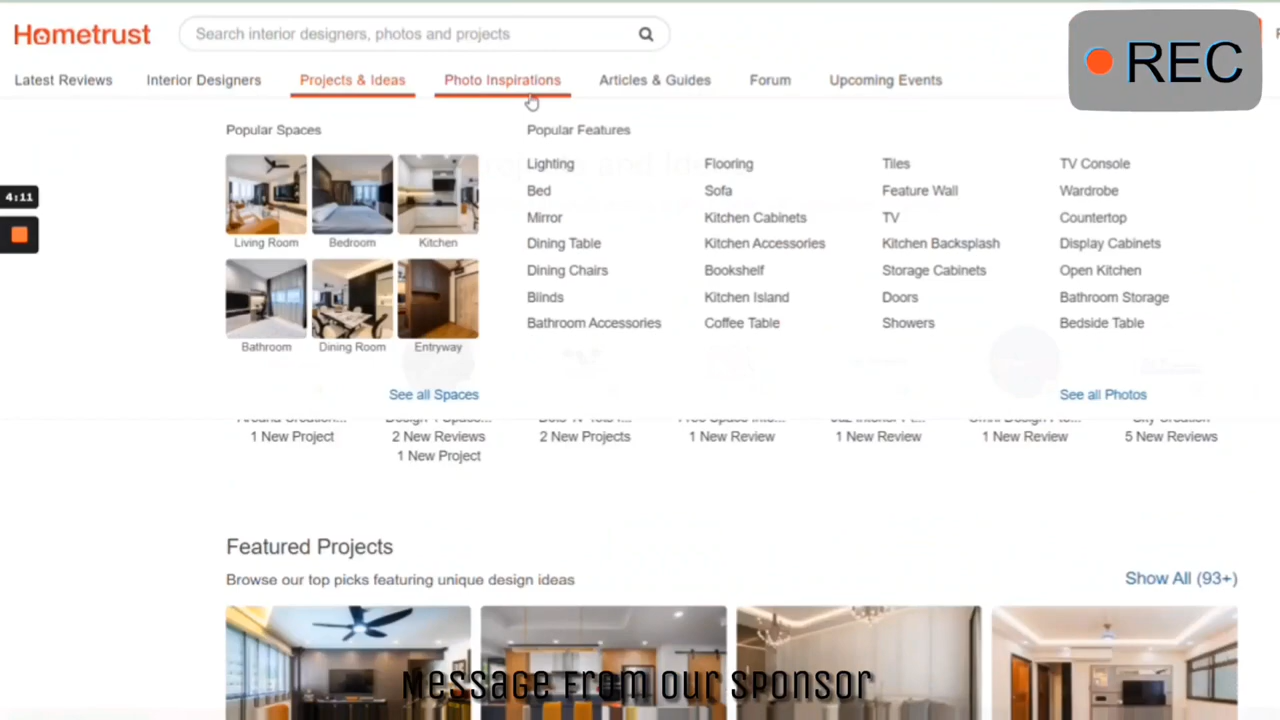 Hometrust
Search interior designers, photos and projects
REC
Latest Reviews Interior Designers Projects & Ideas Photo Inspirations Articles & Guides Forum Upcoming Events
Popular Spaces
Living Room Bedroom Kitchen
Bathroom Dining Room Entryway
See all Spaces
Popular Features
Lighting Flooring Tiles TV Console
Bed Sofa Feature Wall Wardrobe
Mirror Kitchen Cabinets TV Countertop
Dining Table Kitchen Accessories Kitchen Backsplash Display Cabinets
Dining Chairs Bookshelf Storage Cabinets Open Kitchen
Blinds Kitchen Island Doors Bathroom Storage
Bathroom Accessories Coffee Table Showers Bedside Table
See all Photos
4:11
1 New Project 2 New Reviews 2 New Projects 1 New Review 1 New Review 1 New Review 5 New Reviews
1 New Project
Featured Projects
Browse our top picks featuring unique design ideas
Show All (93+)
Message from our sponsor